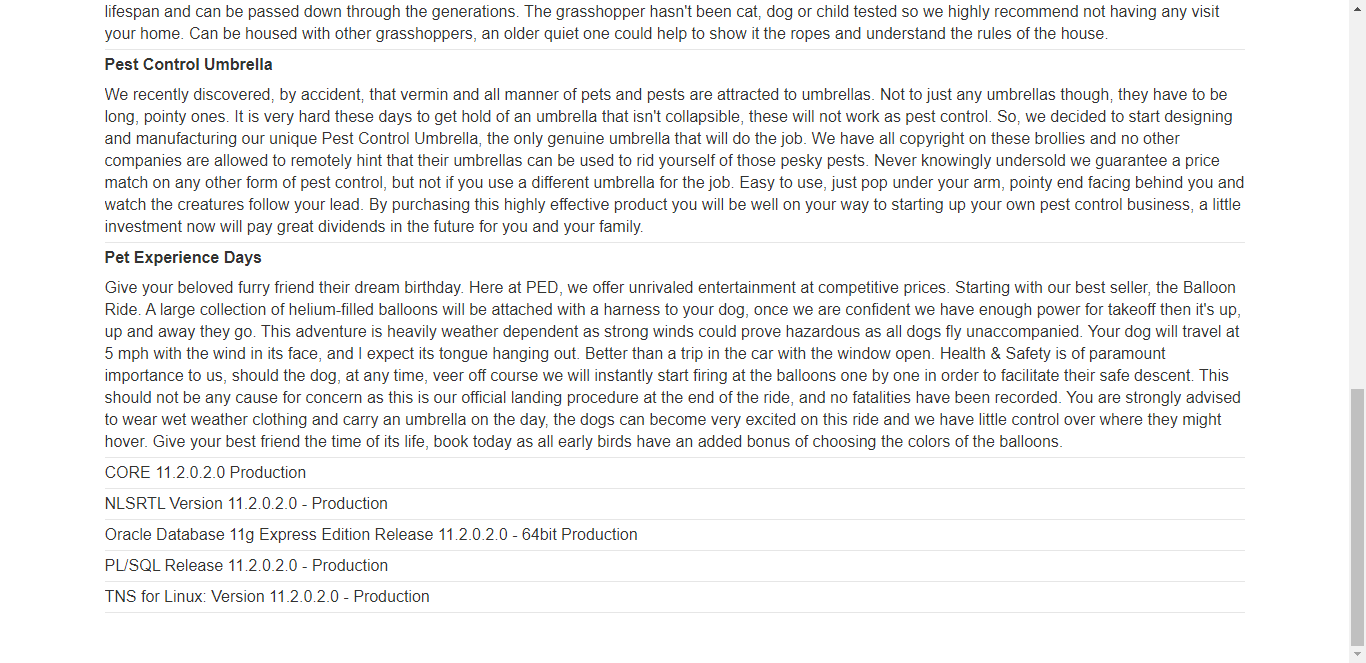 lifespan and can be passed down through the generations. The grasshopper hasn't been cat, dog or child tested so we highly recommend not having any visit
your home. Can be housed with other grasshoppers, an older quiet one could help to show it the ropes and understand the rules of the house.
Pest Control Umbrella
We recently discovered, by accident, that vermin and all manner of pets and pests are attracted to umbrellas. Not to just any umbrellas though, they have to be
long, pointy ones. It is very hard these days to get hold of an umbrella that isn't collapsible, these will not work as pest control. So, we decided to start designing
and manufacturing our unique Pest Control Umbrella, the only genuine umbrella that will do the job. We have all copyright on these brollies and no other
companies are allowed to remotely hint that their umbrellas can be used to rid yourself of those pesky pests. Never knowingly undersold we guarantee a price
match on any other form of pest control, but not if you use a different umbrella for the job. Easy to use, just pop under your arm, pointy end facing behind you and
watch the creatures follow your lead. By purchasing this highly effective product you will be well on your way to starting up your own pest control business, a little
investment now will pay great dividends in the future for you and your family.
Pet Experience Days
Give your beloved furry friend their dream birthday. Here at PED, we offer unrivaled entertainment at competitive prices. Starting with our best seller, the Balloon
Ride. A large collection of helium-filled balloons will be attached with a harness to your dog, once we are confident we have enough power for takeoff then it's up,
up and away they go. This adventure is heavily weather dependent as strong winds could prove hazardous as all dogs fly unaccompanied. Your dog will travel at
5 mph with the wind in its face, and I expect its tongue hanging out. Better than a trip in the car with the window open. Health & Safety is of paramount
importance to us, should the dog, at any time, veer off course we will instantly start firing at the balloons one by one in order to facilitate their safe descent. This
should not be any cause for concern as this is our official landing procedure at the end of the ride, and no fatalities have been recorded. You are strongly advised
to wear wet weather clothing and carry an umbrella on the day, the dogs can become very excited on this ride and we have little control over where they might
hover. Give your best friend the time of its life, book today as all early birds have an added bonus of choosing the colors of the balloons.
CORE 11.2.0.2.0 Production
NLSRTL Version 11.2.0.2.0 - Production
Oracle Database 11g Express Edition Release 11.2.0.2.0 - 64bit Production
PL/SQL Release 11.2.0.2.0 - Production
TNS for Linux: Version 11.2.0.2.0 - Production